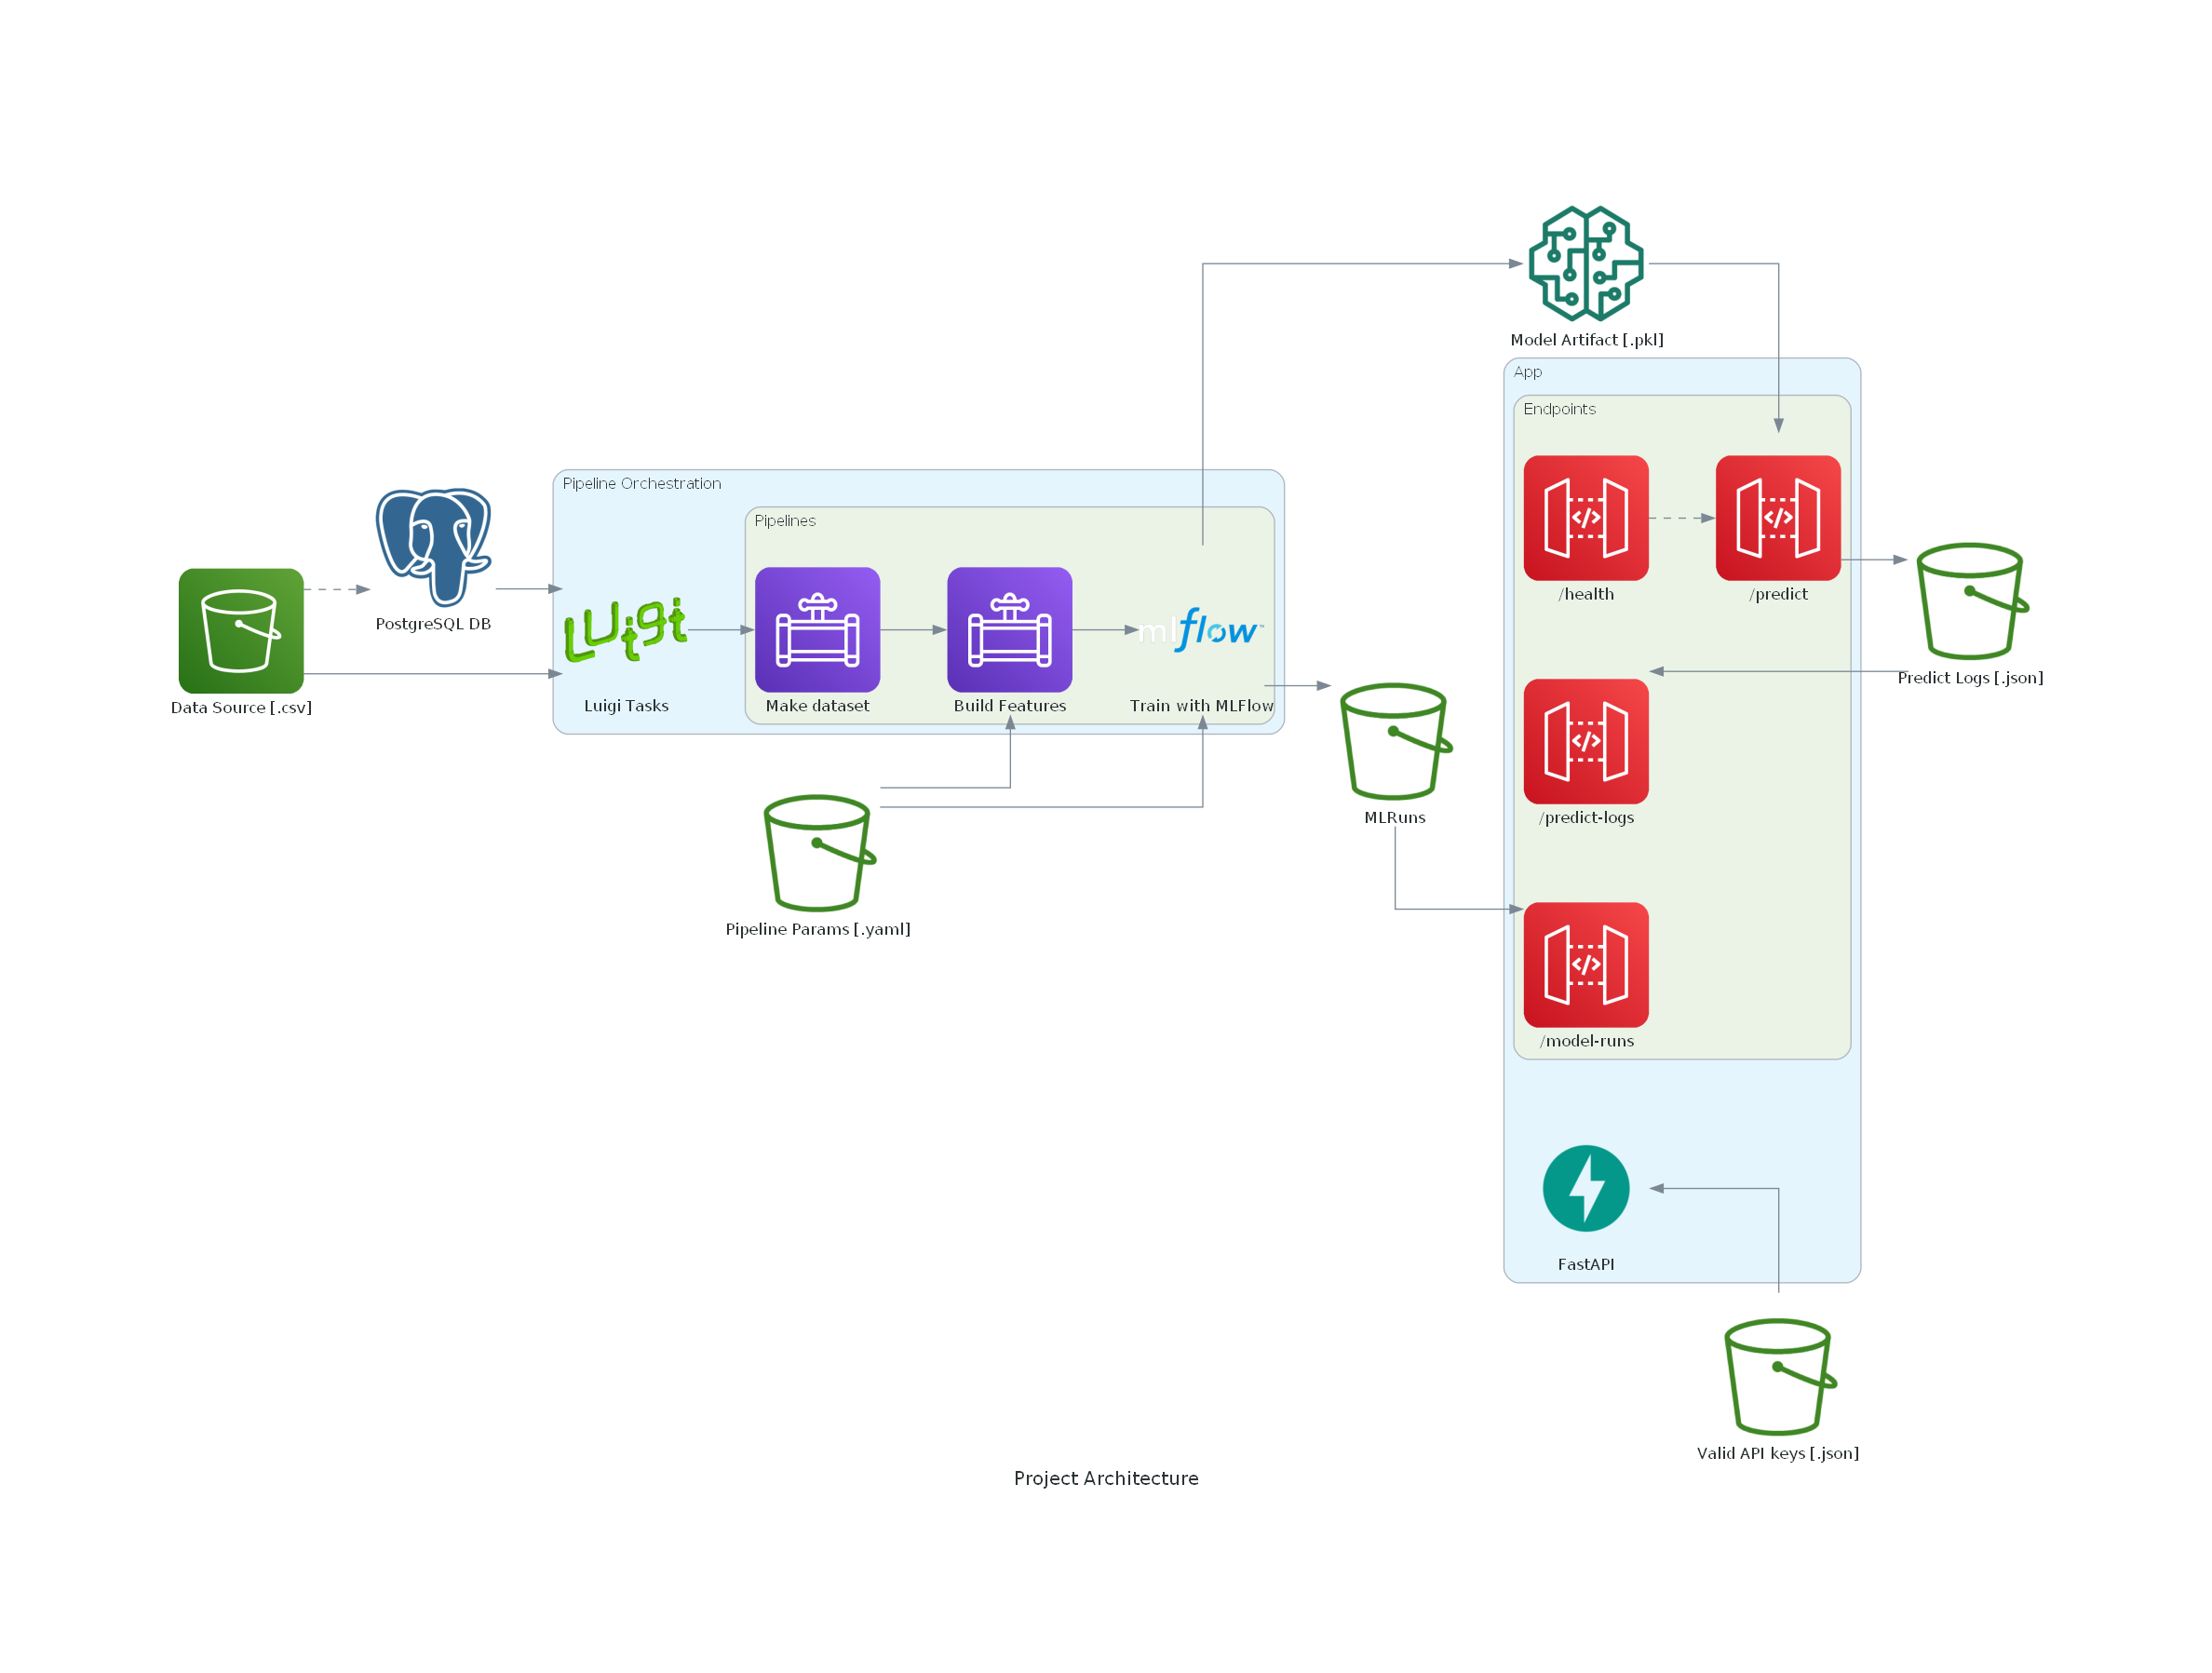 Model Artifact [.pkl]
App
Endpoints
/health
/predict
Predict Logs [.json]
/predict-logs
/model-runs
FastAPI
Valid API keys [.json]
Pipeline Orchestration
Pipelines
PostgreSQL DB
Data Source [.csv]
LUigi
Luigi Tasks
Make dataset
Build Features
mlflow™
Train with MLFlow
MLRuns
Pipeline Params [.yaml]
Project Architecture